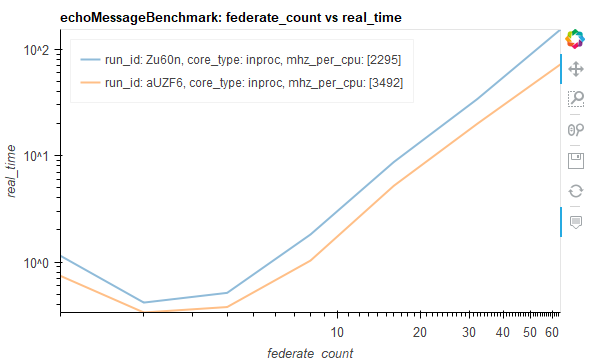 echoMessageBenchmark: federate_count vs real_time
run_id: Zu60n, core_type: inproc, mhz_per_cpu: [2295]
run_id: aUZF6, core_type: inproc, mhz_per_cpu: [3492]
10^2
10^1
10^0
real_time
10 20 30 40 50 60
federate_count